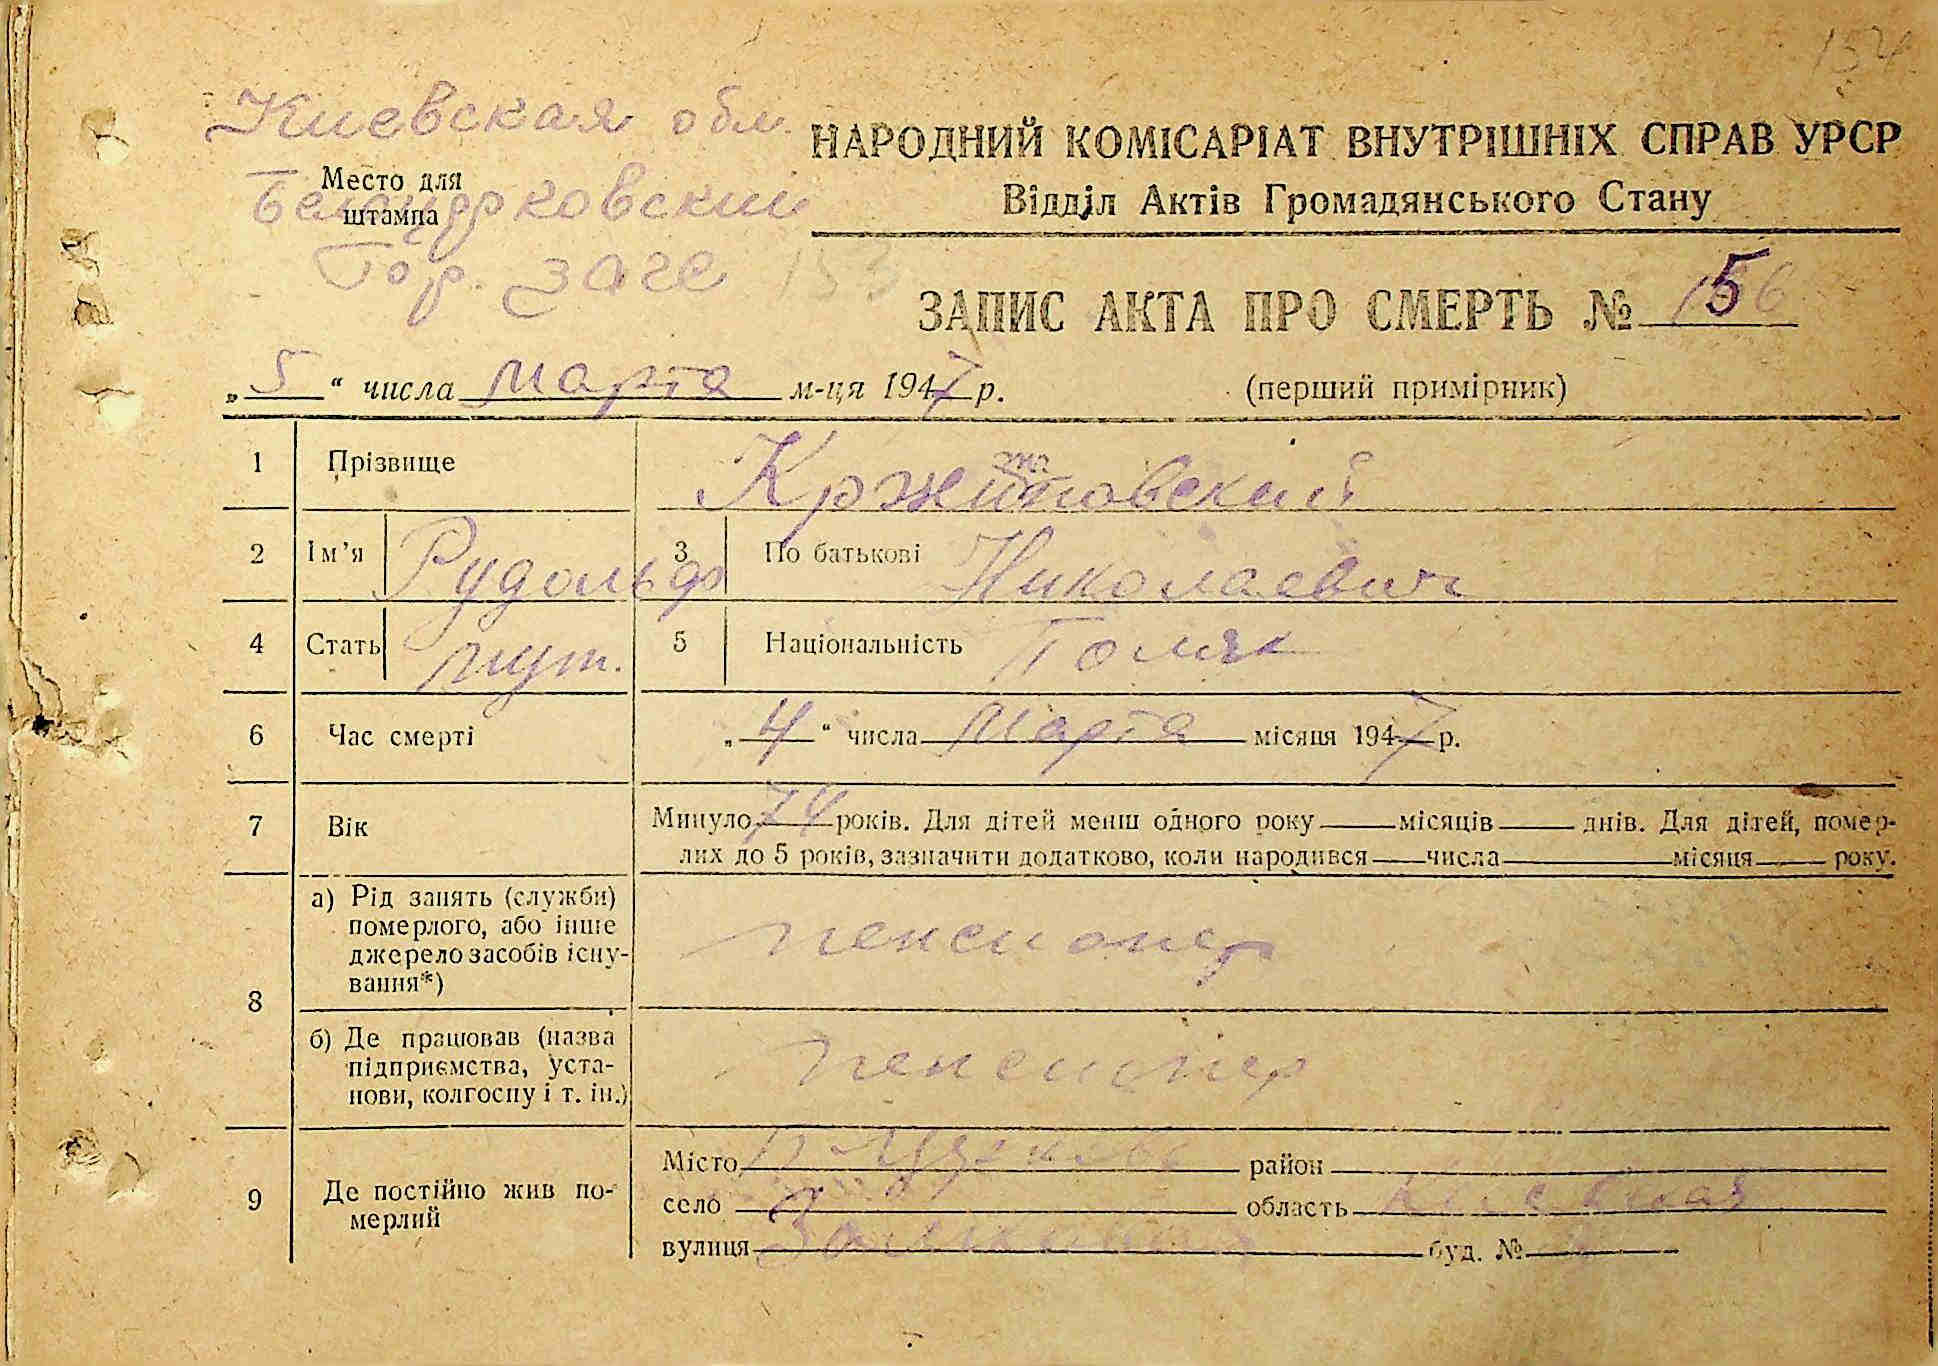 154
Киевская обл.
Место для
штампа
Белоцерковский
Гор. загс
153
НАРОДНИЙ КОМІСАРІАТ ВНУТРІШНІХ СПРАВ УРСР
Відділ Актів Громадянського Стану
ЗАПИС АКТА ПРО СМЕРТЬ № 156
„5“ числа марта м-ця 1947 р. (перший примірник)
1 Прізвище
2 Ім’я Рудольф 3 По батькові Николаевич
4 Стать муж. 5 Національність Поляк
6 Час смерті „4“ числа Марта місяця 1947 р.
7 Вік Минуло 74 років. Для дітей менш одного року місяців днів. Для дітей, помер-
лих до 5 років, зазначити додатково, коли народився числа місяця року.
8 а) Рід занять (служби)
померлого, або інше
джерело засобів існу-
вання*) пенсионер
б) Де працював (назва
підприємства, уста-
нови, колгоспу і т. ін.) пенсионер
9 Де постійно жив по-
мерлий
Місто Б Церковь район
село область Киевская
вулиця буд. №